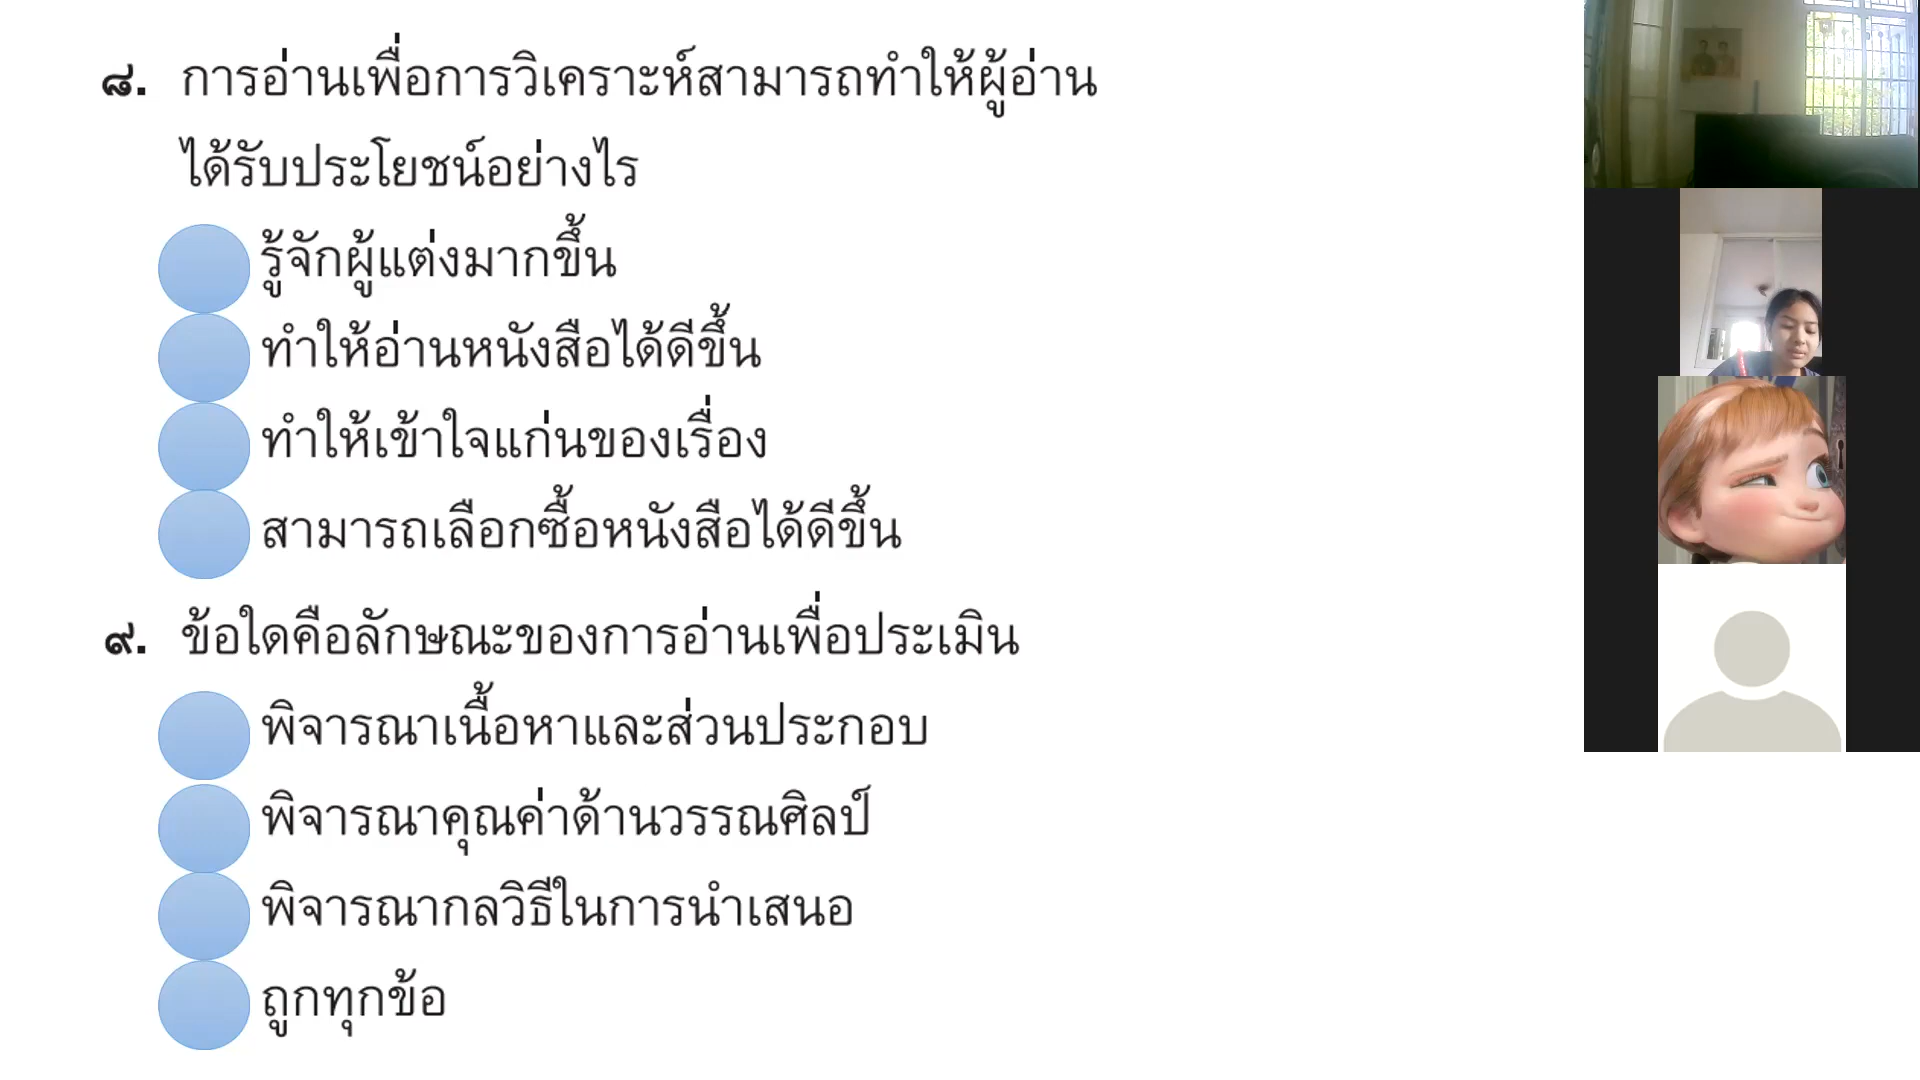 ๘. การอ่านเพื่อการวิเคราะห์สามารถทำให้ผู้อ่าน
ได้รับประโยชน์อย่างไร
รู้จักผู้แต่งมากขึ้น
ทำให้อ่านหนังสือได้ดีขึ้น
ทำให้เข้าใจแก่นของเรื่อง
สามารถเลือกซื้อหนังสือได้ดีขึ้น
๙. ข้อใดคือลักษณะของการอ่านเพื่อประเมิน
พิจารณาเนื้อหาและส่วนประกอบ
พิจารณาคุณค่าด้านวรรณศิลป์
พิจารณากลวิธีในการนำเสนอ
ถูกทุกข้อ